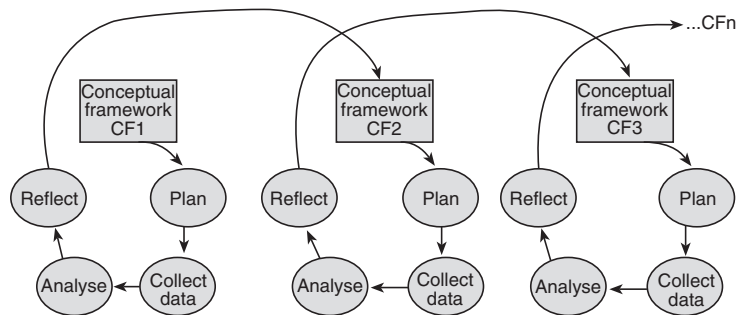 ...CFn
Conceptual
framework
CF1
Conceptual
framework
CF2
Conceptual
framework
CF3
Reflect
Plan
Reflect
Plan
Reflect
Plan
Analyse
Collect
data
Analyse
Collect
data
Analyse
Collect
data